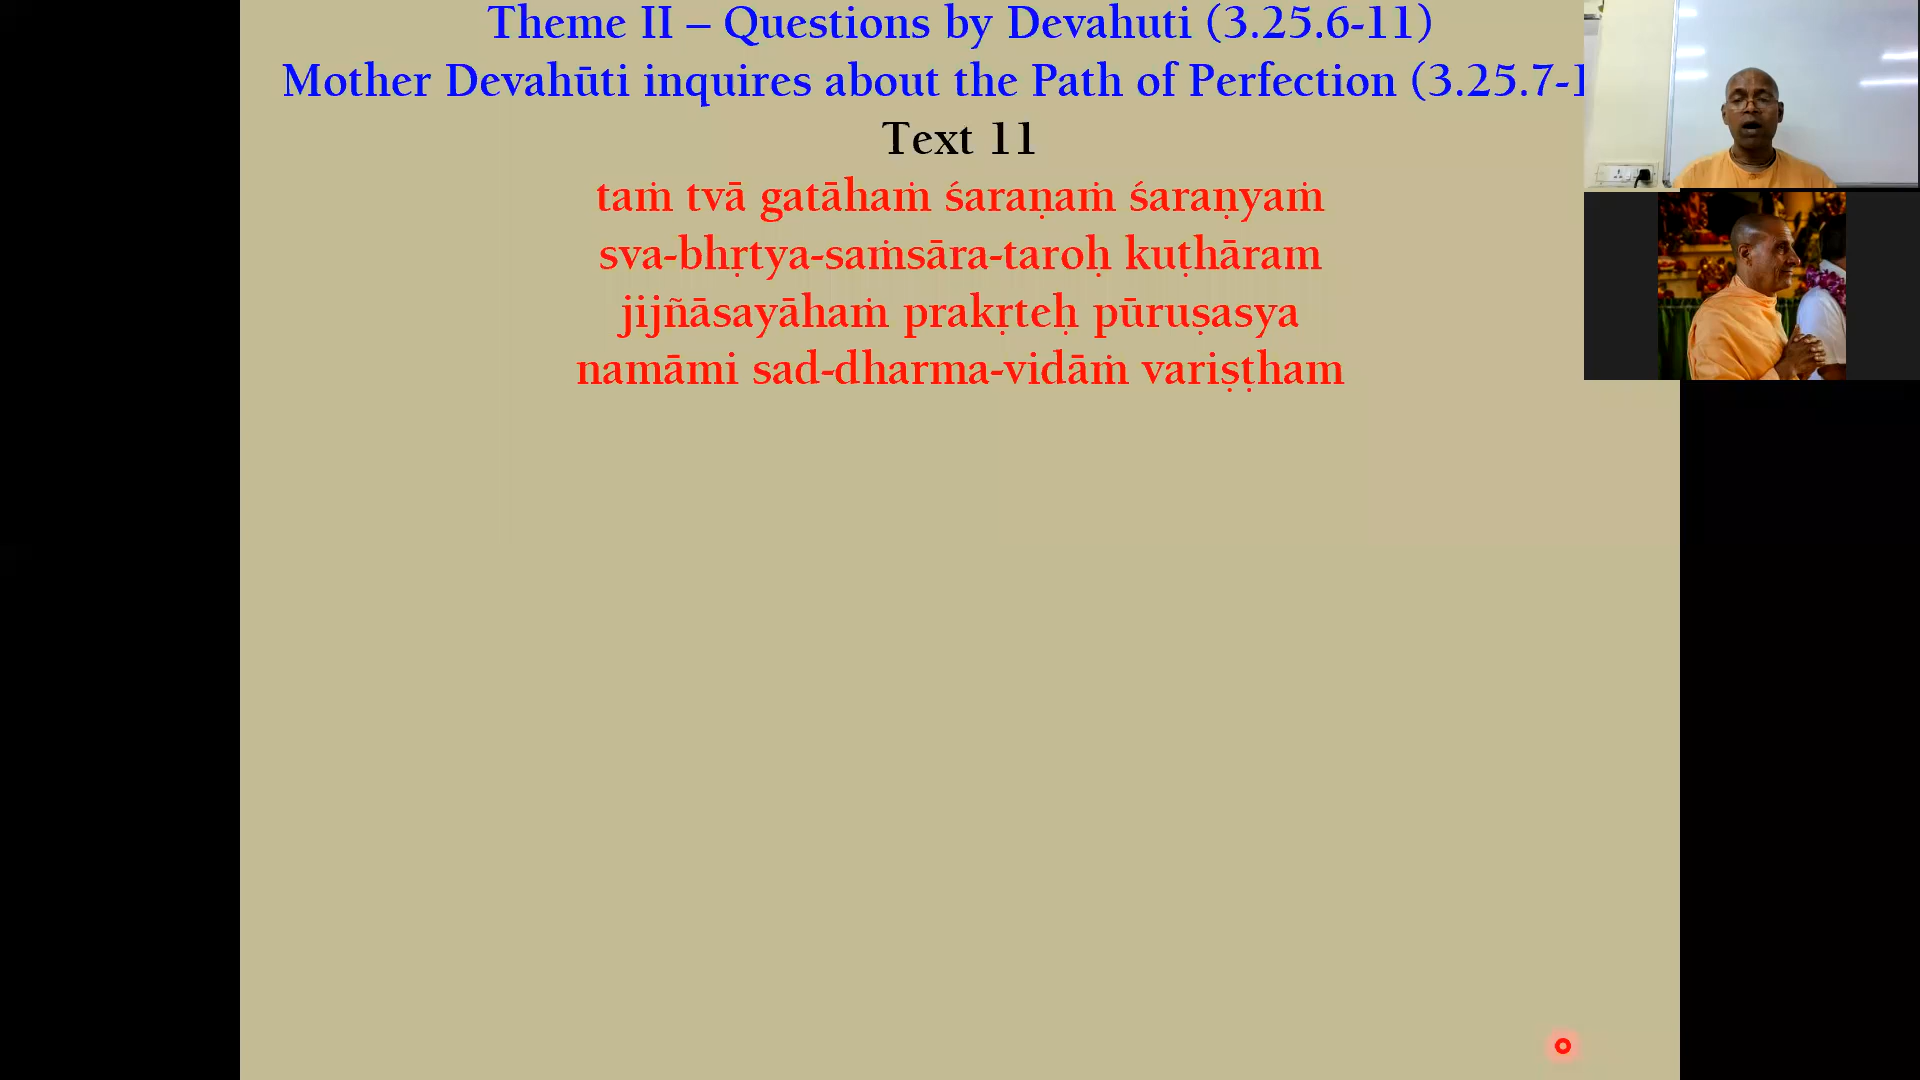 Theme II – Questions by Devahuti (3.25.6-11)
Mother Devahūti inquires about the Path of Perfection (3.25.7-1
Text 11
taṁ tvā gatāhaṁ śaraṇaṁ śaraṇyaṁ
sva-bhṛtya-saṁsāra-taroḥ kuṭhāram
jijñāsayāhaṁ prakṛteḥ pūruṣasya
namāmi sad-dharma-vidāṁ variṣṭham